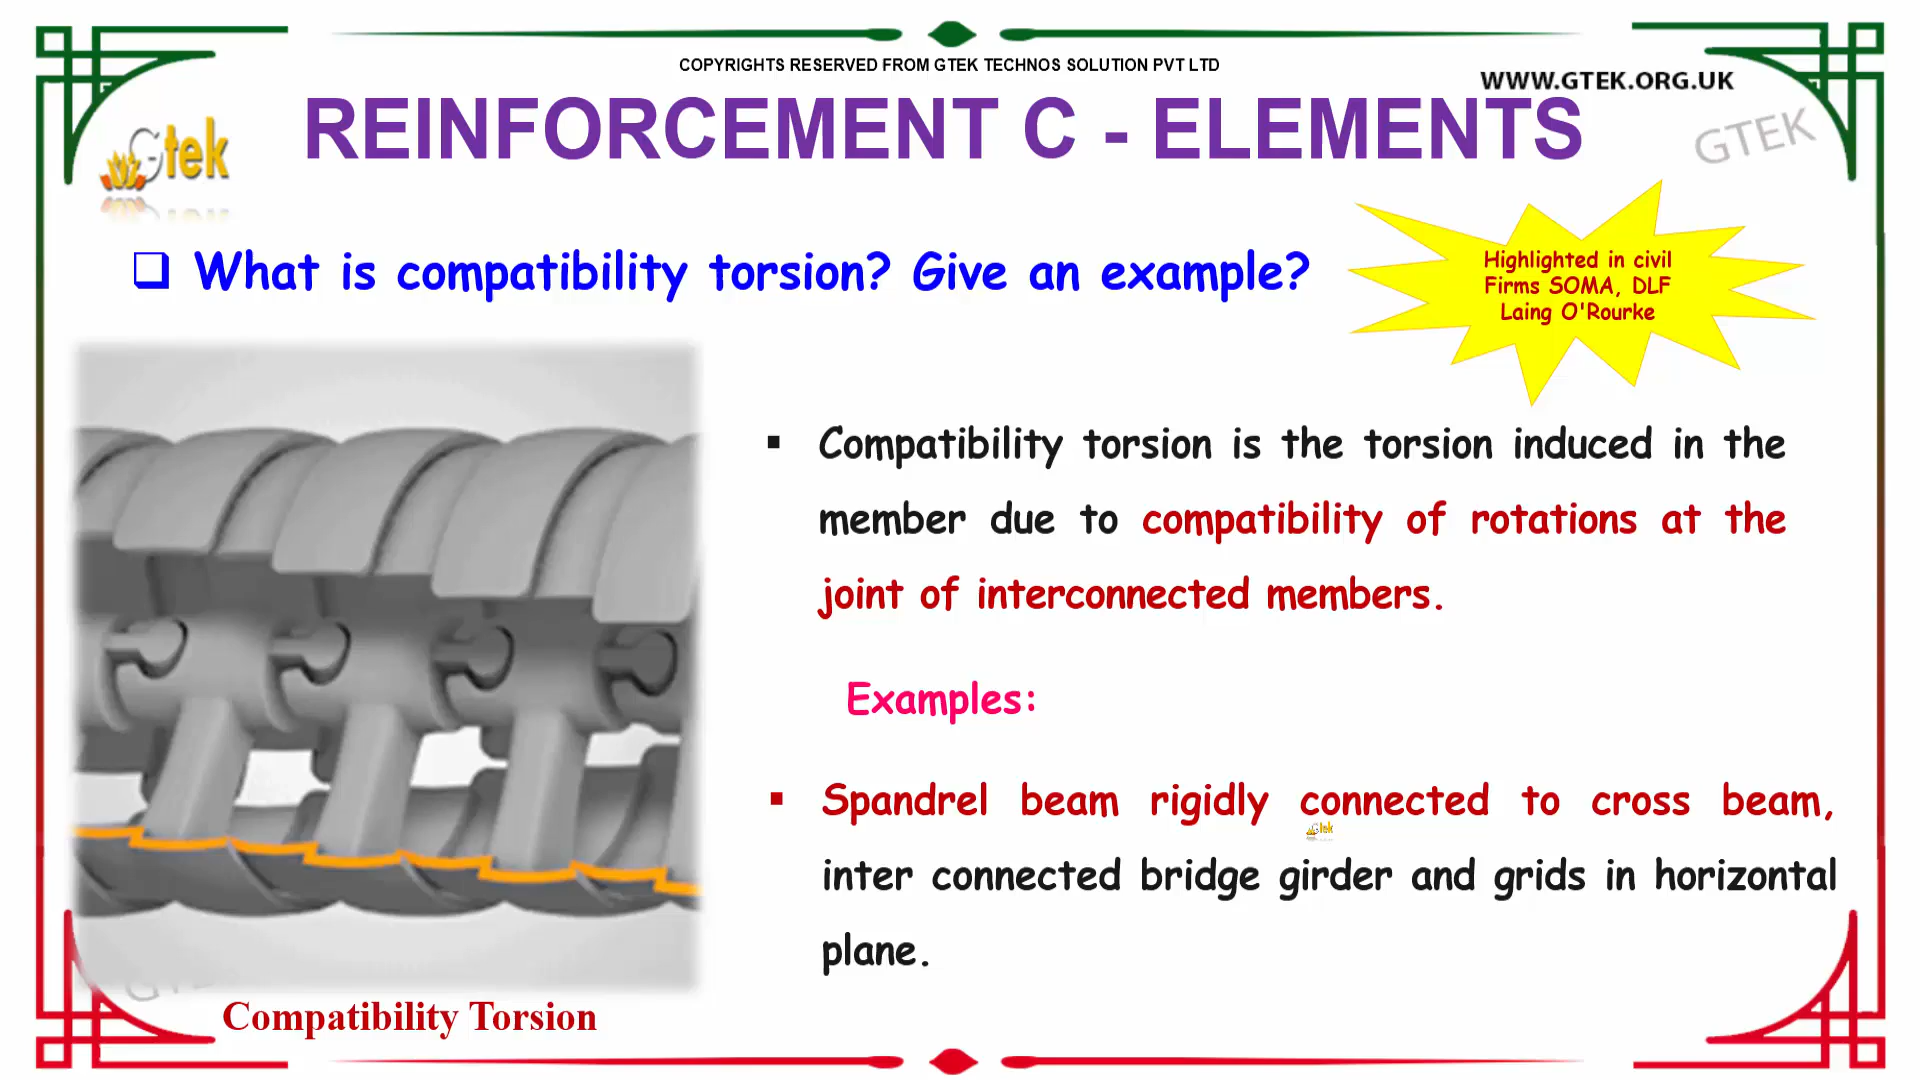 COPYRIGHTS RESERVED FROM GTEK TECHNOS SOLUTION PVT LTD
WWW.GTEK.ORG.UK
REINFORCEMENT C - ELEMENTS
Gtek
GTEK
What is compatibility torsion? Give an example?
Highlighted in civil
Firms SOMA, DLF
Laing O'Rourke
Compatibility torsion is the torsion induced in the
member due to compatibility of rotations at the
joint of interconnected members.
Examples:
Spandrel beam rigidly connected to cross beam,
Gtek
inter connected bridge girder and grids in horizontal
plane.
Compatibility Torsion